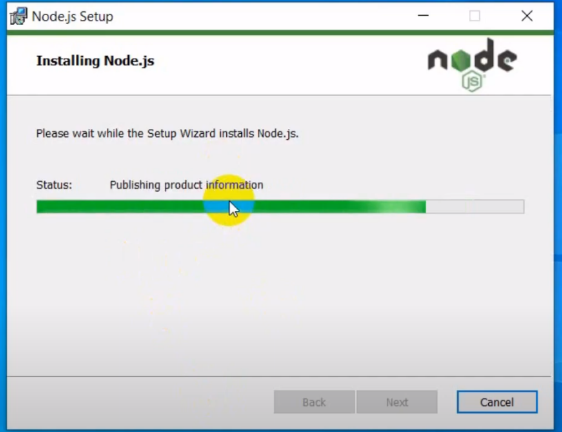 Node.js Setup
Installing Node.js
node
JS
Please wait while the Setup Wizard installs Node.js.
Status: Publishing product information
Back Next Cancel